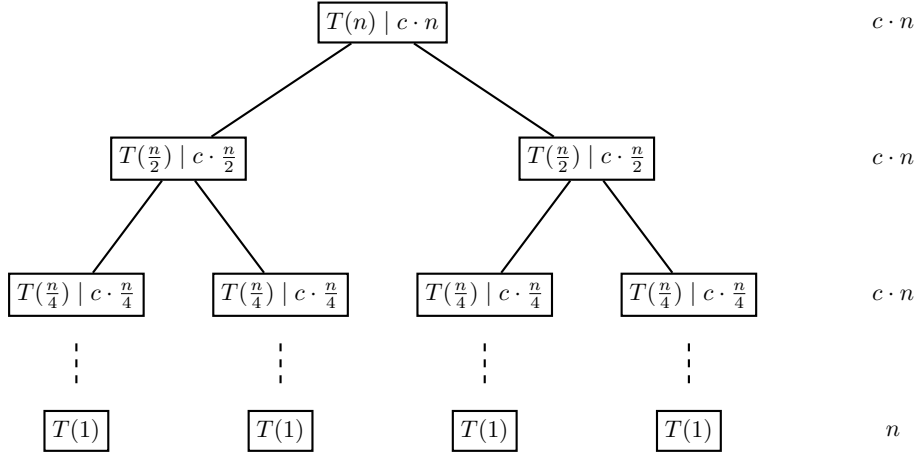 T(n) | c · n c · n
T(n/2) | c · n/2 T(n/2) | c · n/2 c · n
T(n/4) | c · n/4 T(n/4) | c · n/4 T(n/4) | c · n/4 T(n/4) | c · n/4 c · n
T(1) T(1) T(1) T(1) n